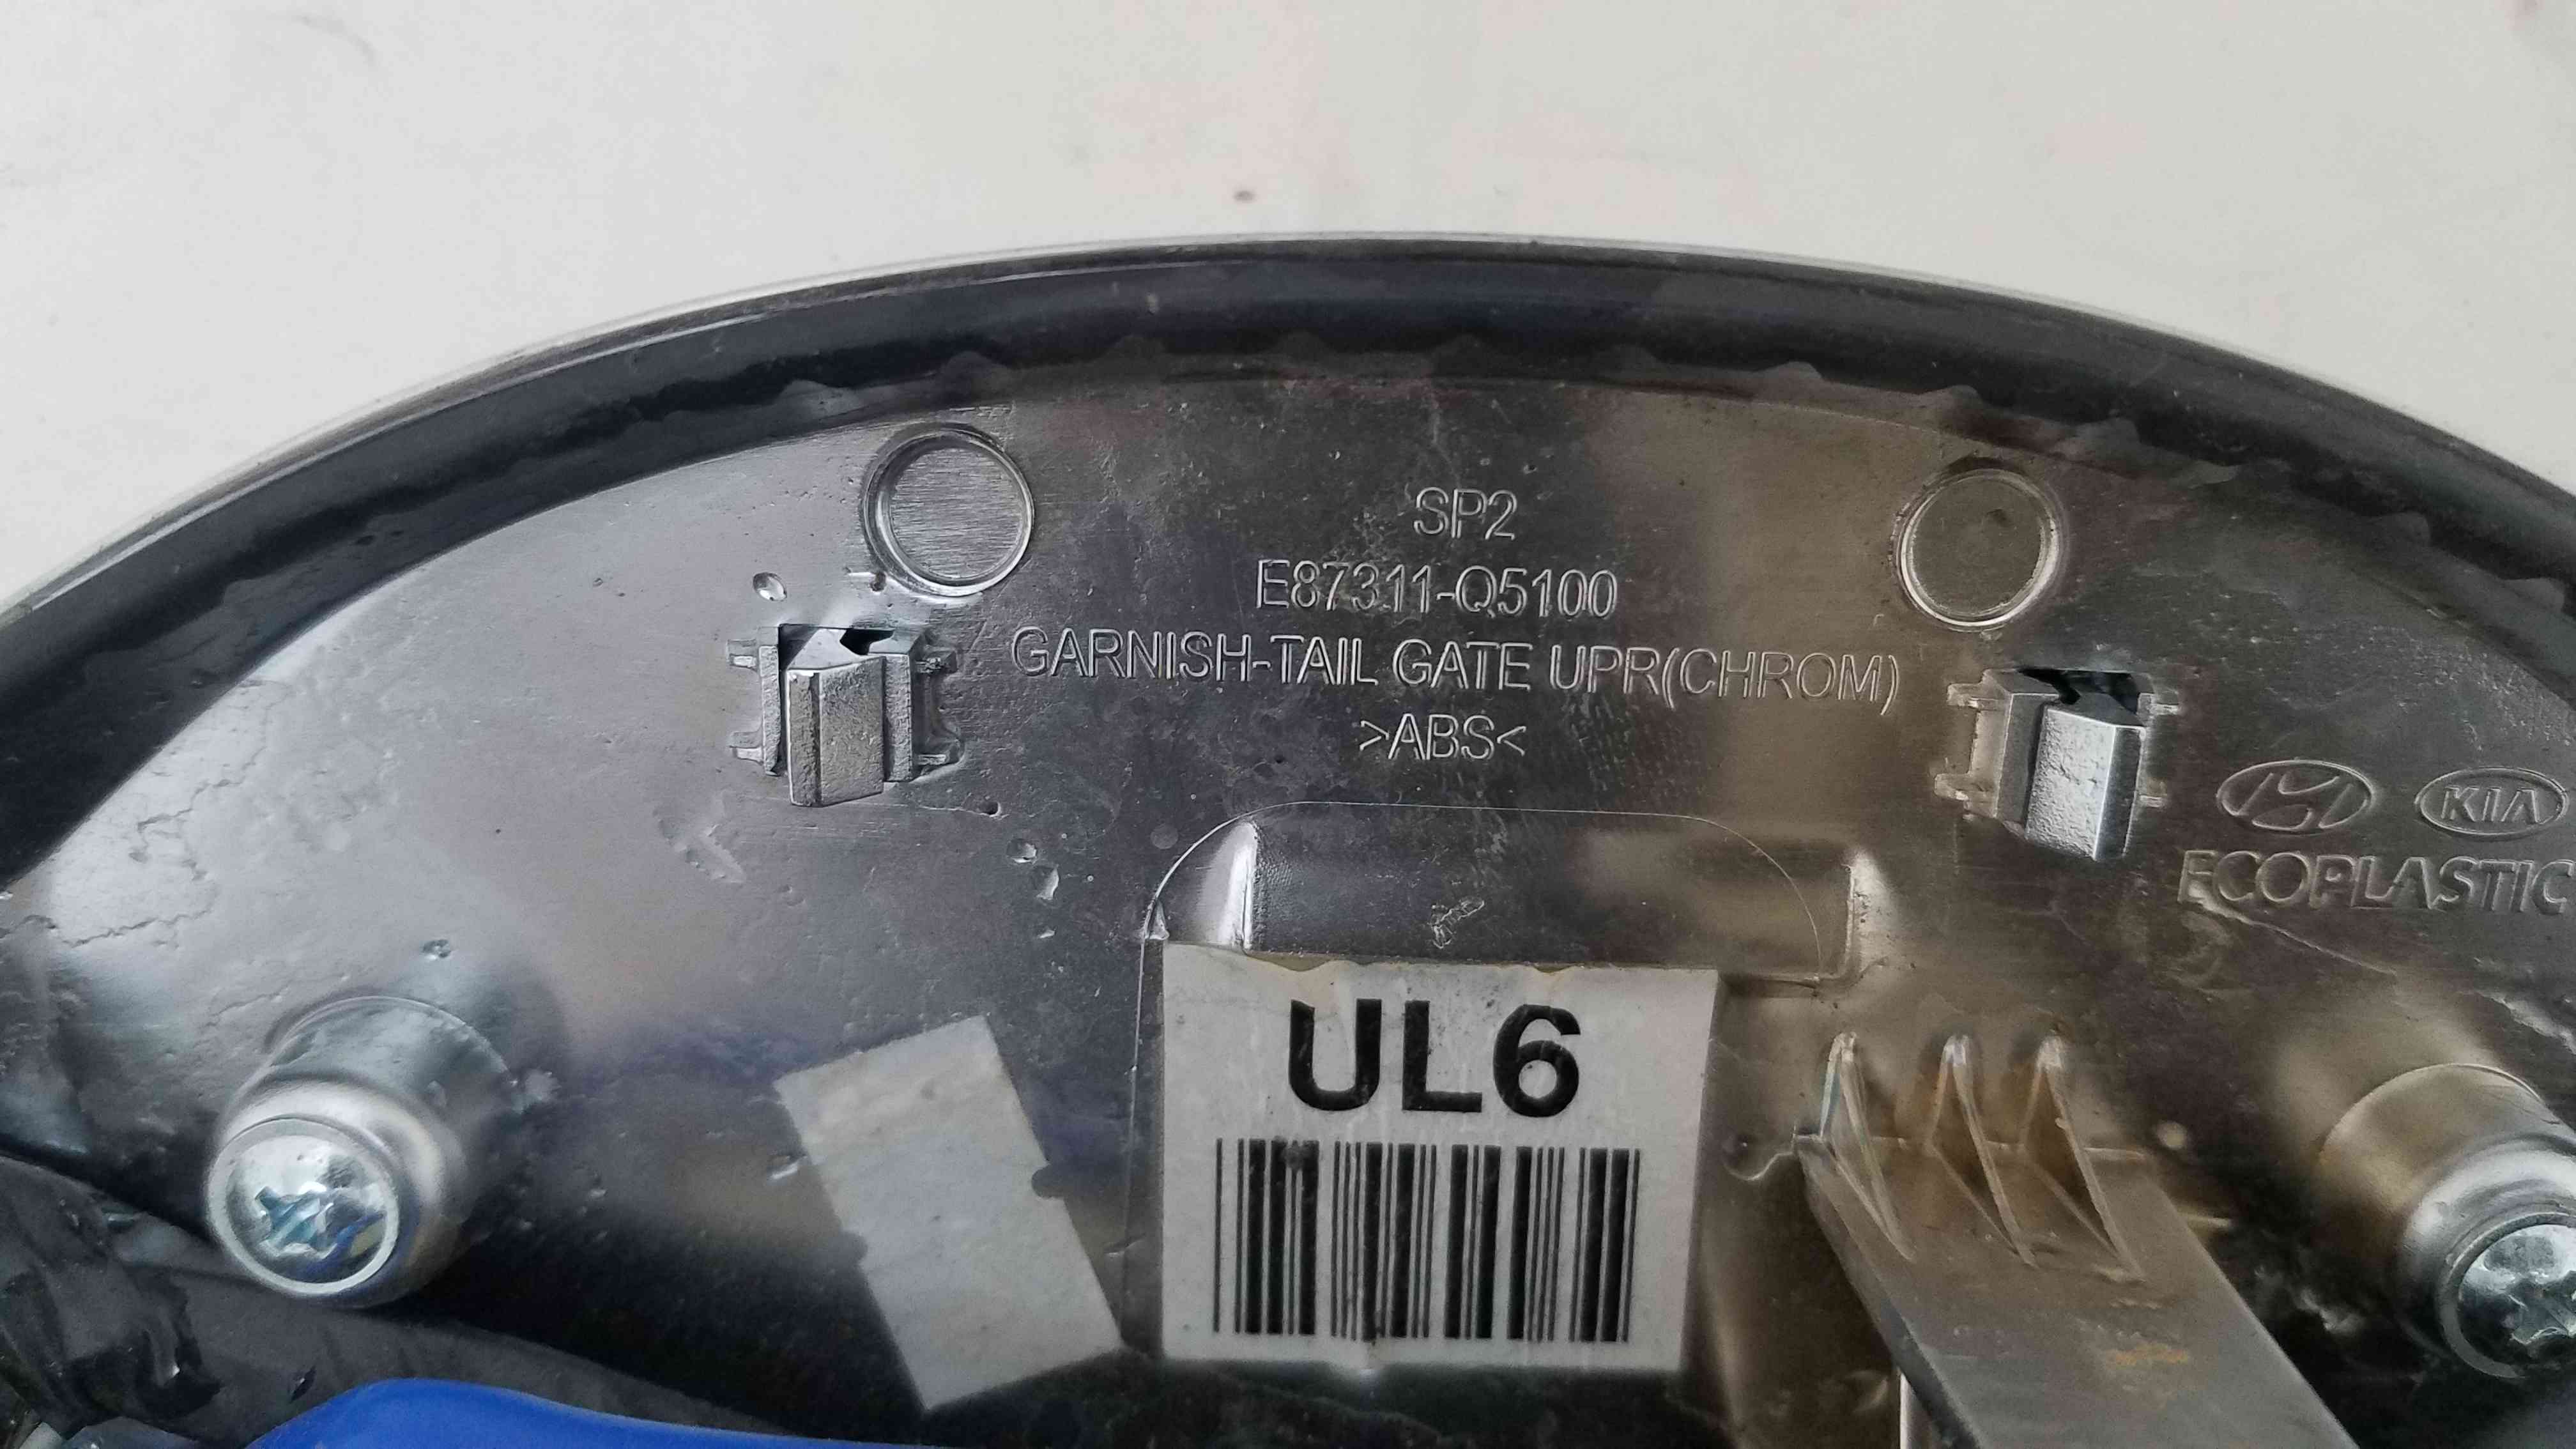 SP2
E87311-Q5100
GARNISH-TAIL GATE UPR(CHROM)
>ABS<
KIA
ECOPLASTIC
UL6